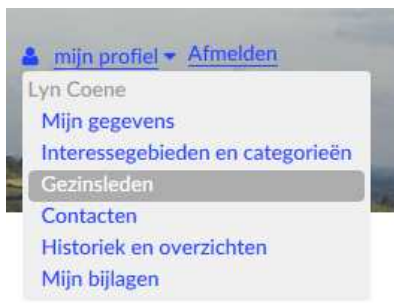 mijn profiel Afmelden
Lyn Coene
Mijn gegevens
Interessegebieden en categorieën
Gezinsleden
Contacten
Historiek en overzichten
Mijn bijlagen